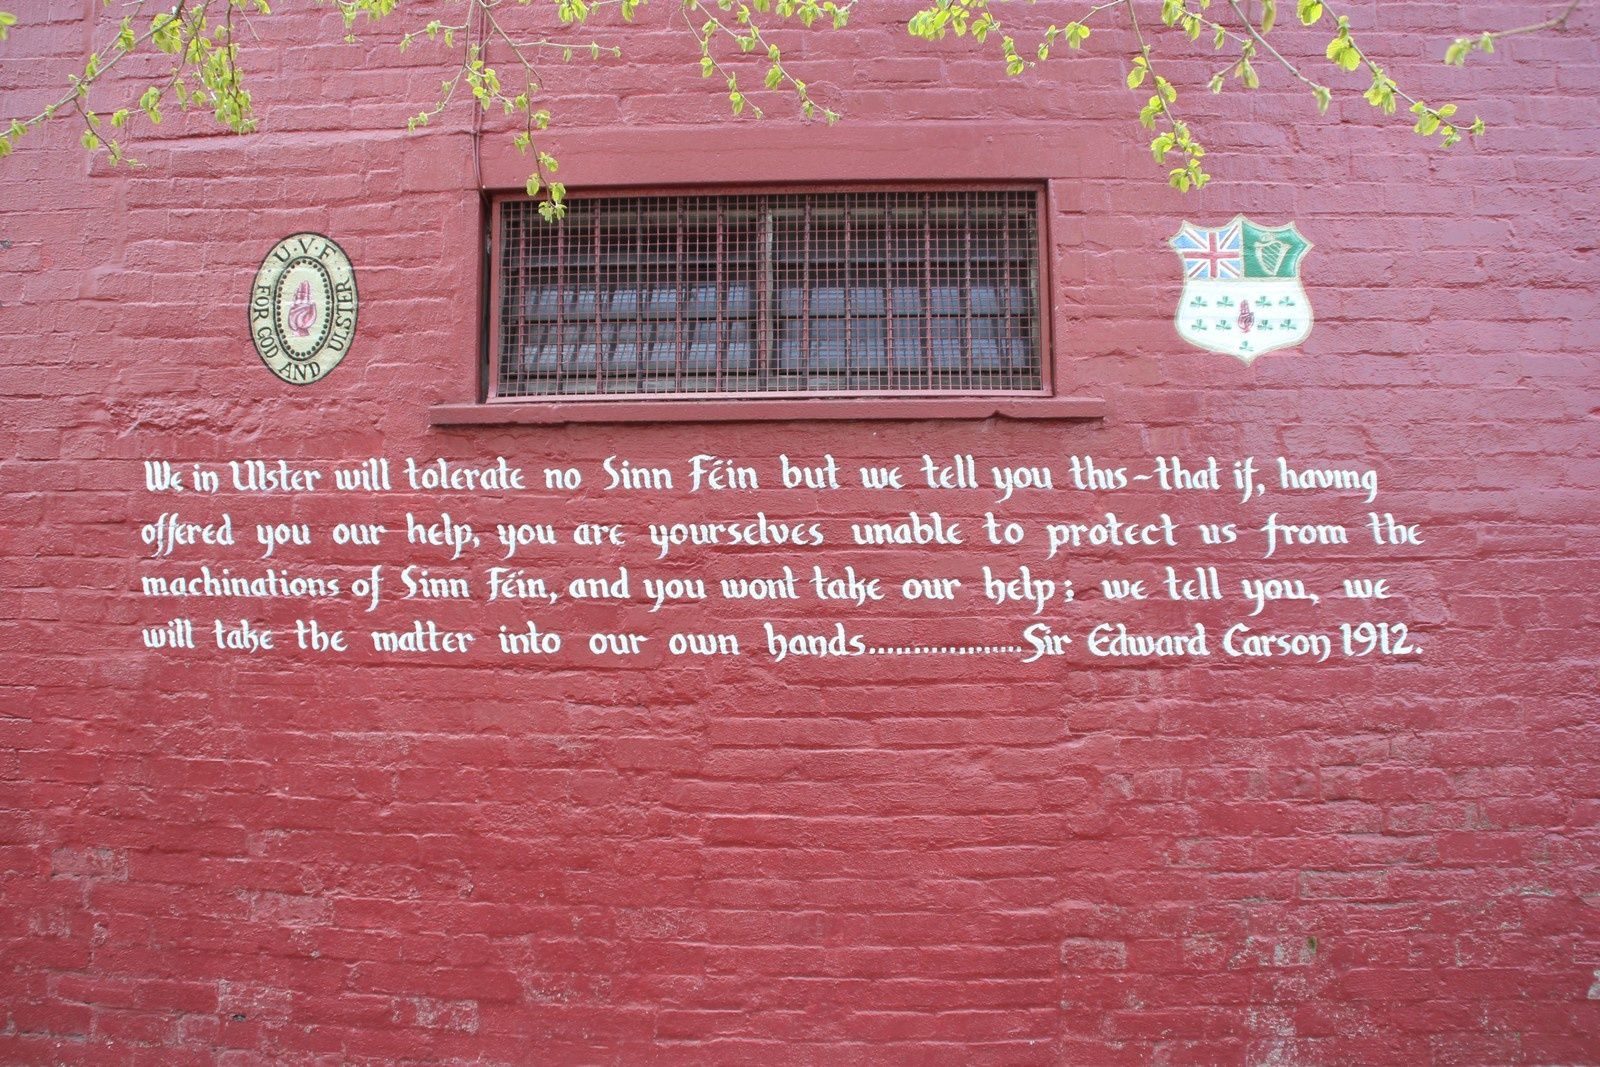 U.V.F.
FOR GOD AND ULSTER
We in Ulster will tolerate no Sinn Féin but we tell you this~that if, having
offered you our help, you are yourselves unable to protect us from the
machinations of Sinn Féin, and you wont take our help; we tell you, we
will take the matter into our own hands..................Sir Edward Carson 1912.